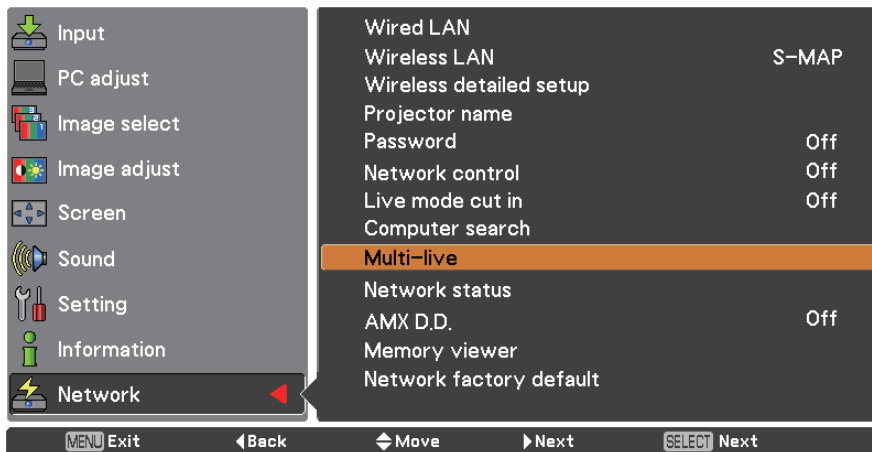 Input
PC adjust
Image select
Image adjust
Screen
Sound
Setting
Information
Network
Wired LAN
Wireless LAN S-MAP
Wireless detailed setup
Projector name
Password Off
Network control Off
Live mode cut in Off
Computer search
Multi-live
Network status
AMX D.D. Off
Memory viewer
Network factory default
MENU Exit Back Move Next SELECT Next